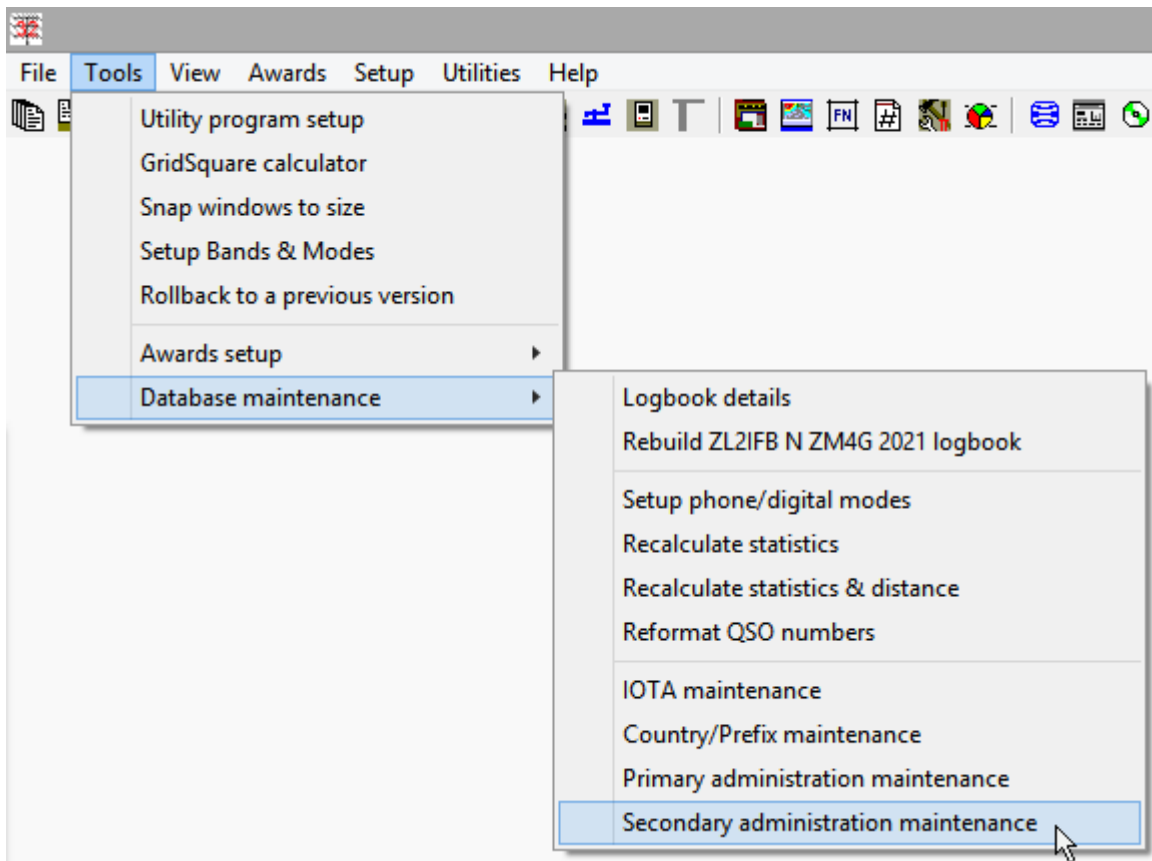 File Tools View Awards Setup Utilities Help
FN #
Utility program setup
GridSquare calculator
Snap windows to size
Setup Bands & Modes
Rollback to a previous version
Awards setup
Database maintenance
Logbook details
Rebuild ZL2IFB N ZM4G 2021 logbook
Setup phone/digital modes
Recalculate statistics
Recalculate statistics & distance
Reformat QSO numbers
IOTA maintenance
Country/Prefix maintenance
Primary administration maintenance
Secondary administration maintenance